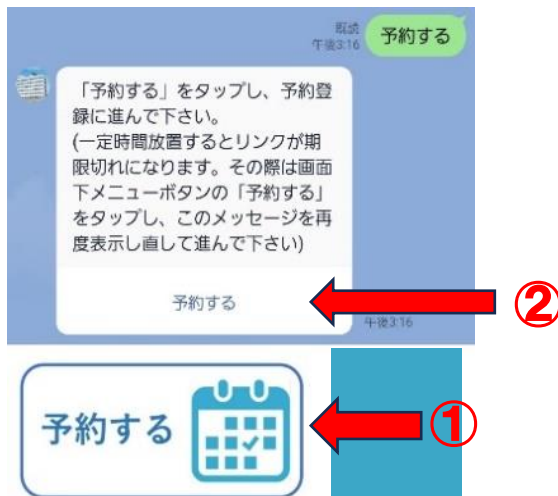 既読
午後3:16
予約する
「予約する」をタップし、予約登
録に進んで下さい。
(一定時間放置するとリンクが期
限切れになります。その際は画面
下メニューボタンの「予約する」
をタップし、このメッセージを再
度表示し直して進んで下さい)
予約する
②
午後3:16
予約する
①